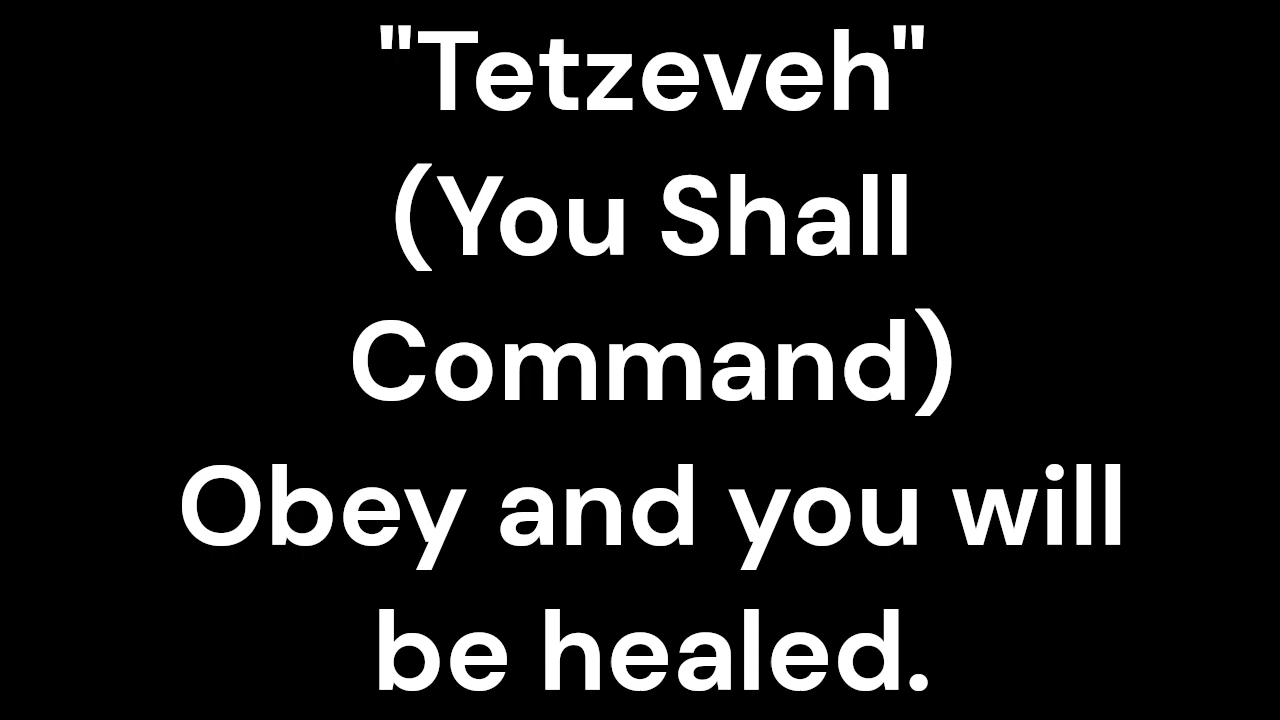 "Tetzeveh"
(You Shall
Command)
Obey and you will
be healed.